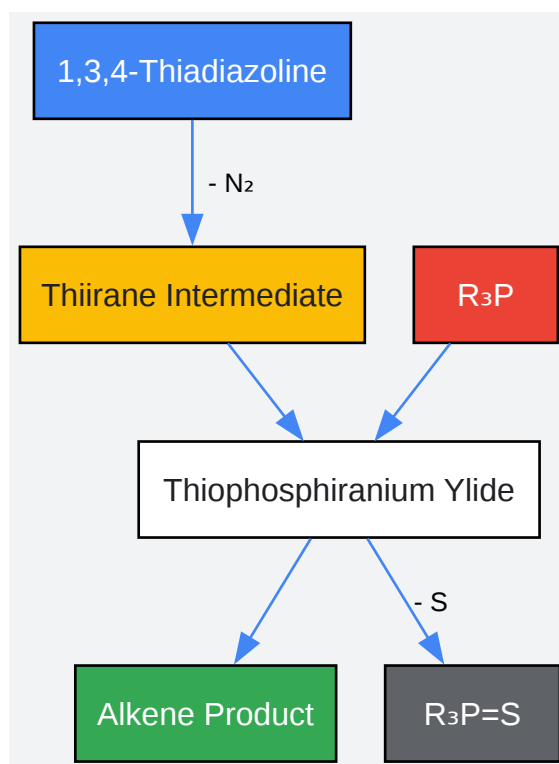 1,3,4-Thiadiazoline
- N₂
Thiirane Intermediate
R₃P
Thiophosphiranium Ylide
- S
Alkene Product
R₃P=S